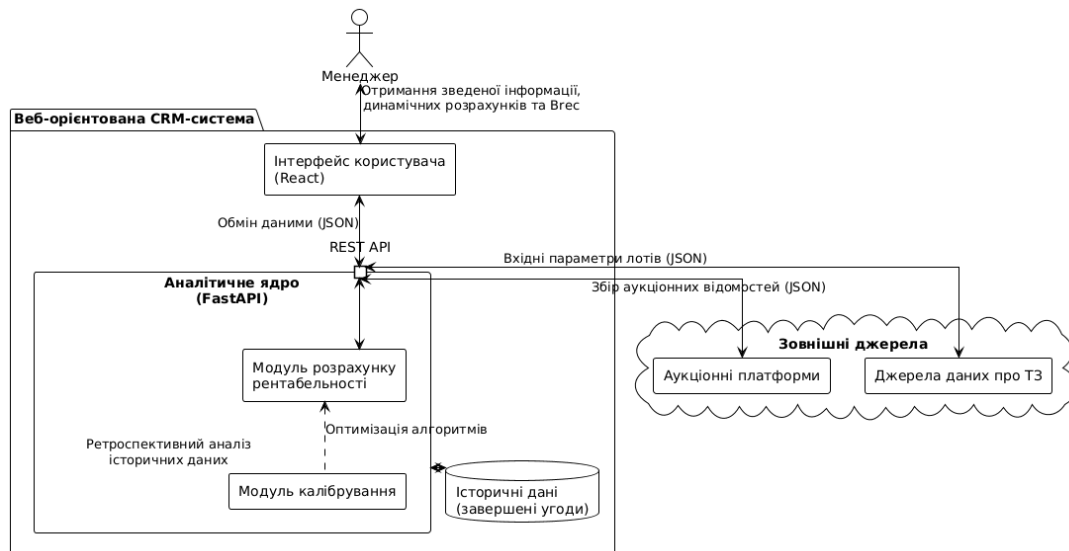 Менеджер
Отримання зведеної інформації,
динамічних розрахунків та Brec
Веб-орієнтована CRM-система
Інтерфейс користувача
(React)
Обмін даними (JSON)
REST API
Вхідні параметри лотів (JSON)
Аналітичне ядро
(FastAPI)
Збір аукціонних відомостей (JSON)
Зовнішні джерела
Модуль розрахунку
рентабельності
Аукціонні платформи
Джерела даних про ТЗ
Оптимізація алгоритмів
Ретроспективний аналіз
історичних даних
Модуль калібрування
Історичні дані
(завершені угоди)